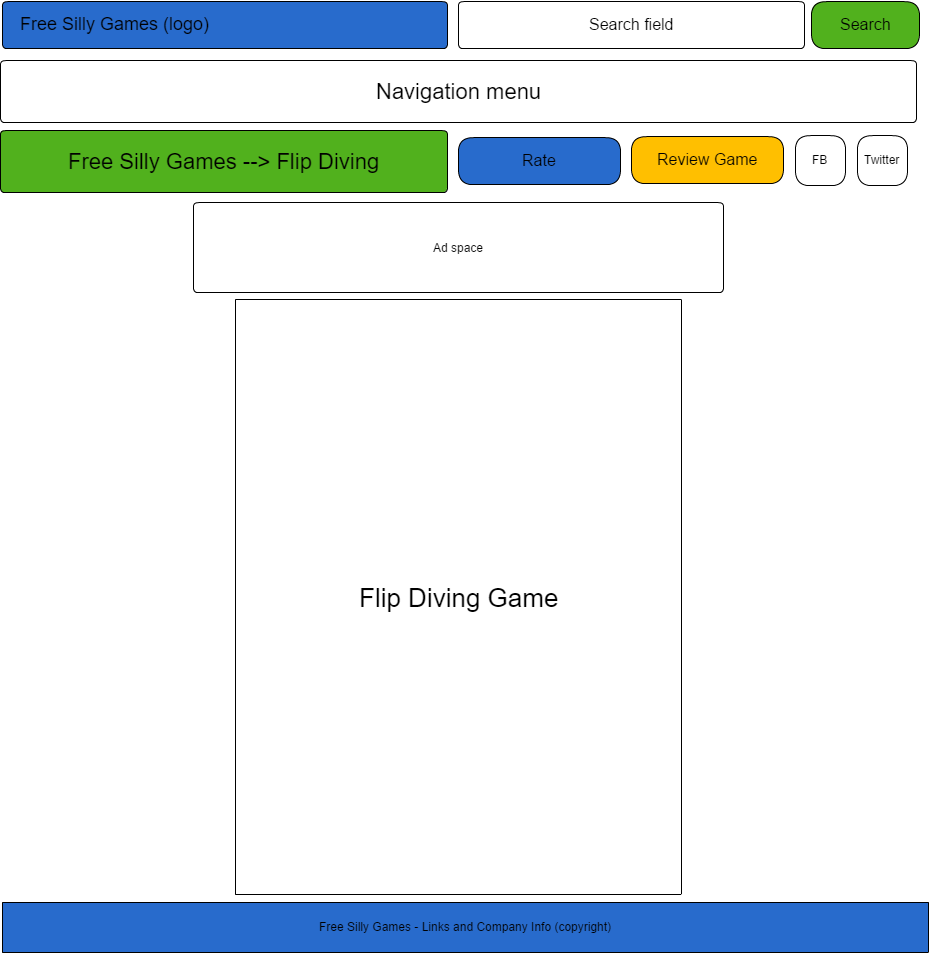 Free Silly Games (logo)
Search field
Search
Navigation menu
Free Silly Games --> Flip Diving
Rate
Review Game
FB
Twitter
Ad space
Flip Diving Game
Free Silly Games - Links and Company Info (copyright)